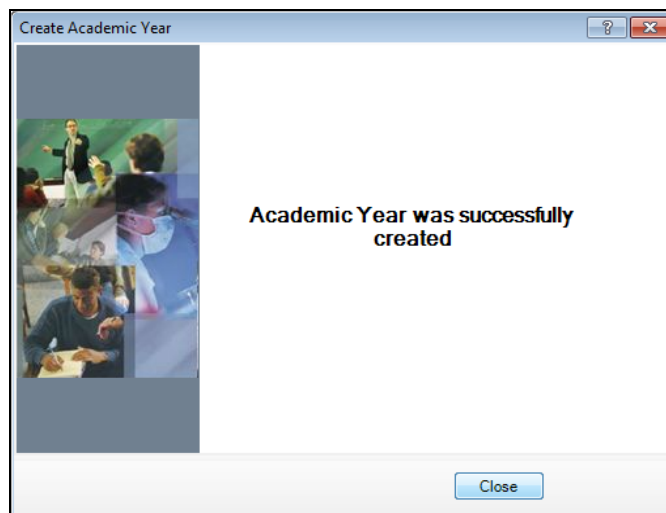 Create Academic Year
?
Academic Year was successfully
created
Close